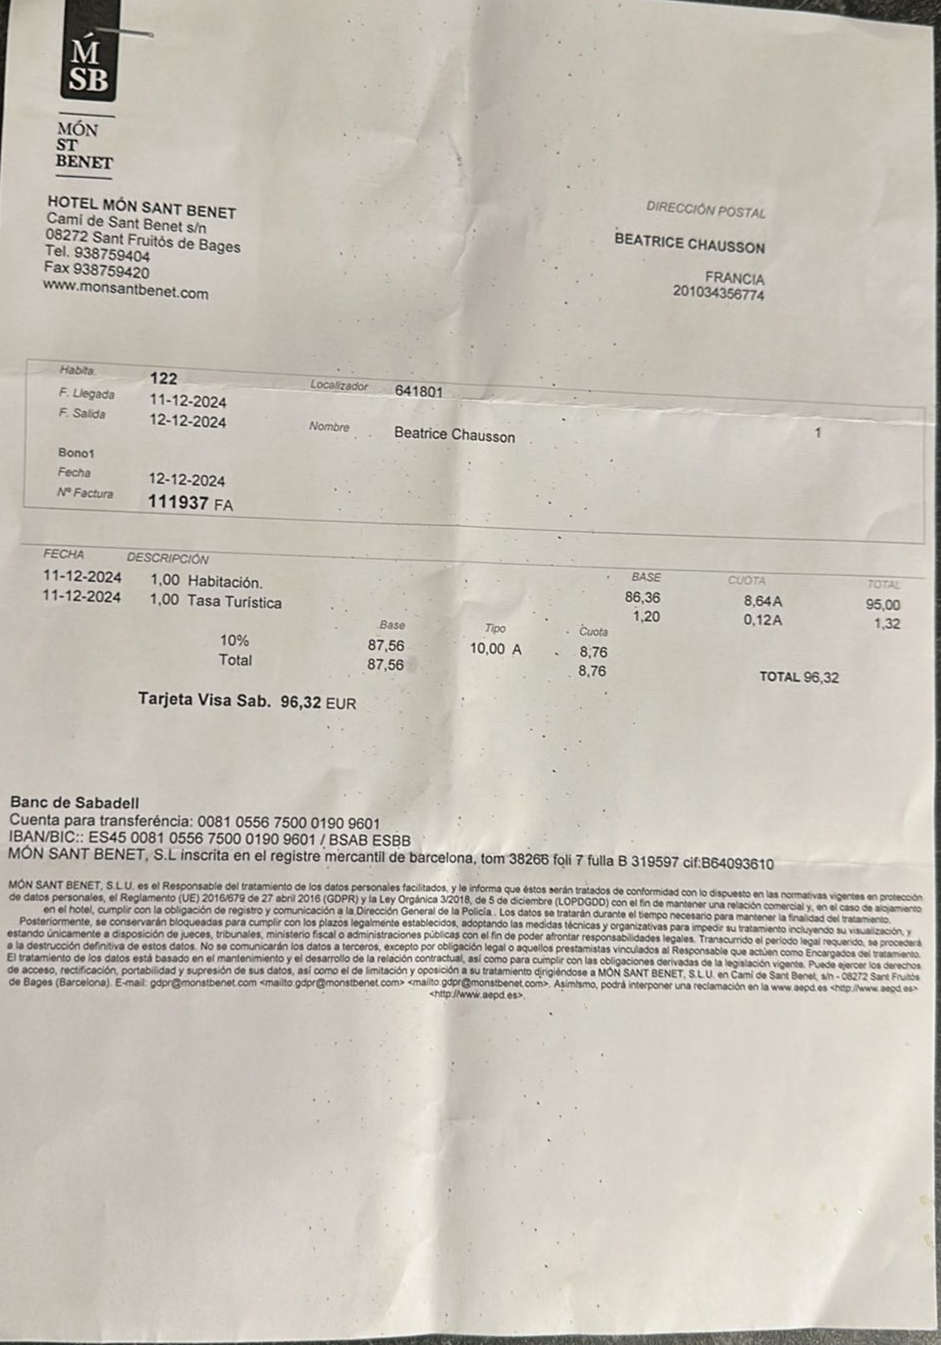 Ḿ
SB
MÓN
ST
BENET
HOTEL MÓN SANT BENET
Camí de Sant Benet s/n
08272 Sant Fruitós de Bages
Tel. 938759404
Fax 938759420
www.monsantbenet.com
DIRECCIÓN POSTAL
BEATRICE CHAUSSON
FRANCIA
201034356774
Habita. 122 Localizador 641801
F. Llegada 11-12-2024
F. Salida 12-12-2024 Nombre Beatrice Chausson 1
Bono1
Fecha 12-12-2024
Nº Factura 111937 FA
FECHA DESCRIPCIÓN BASE CUOTA TOTAL
11-12-2024 1,00 Habitación. 86,36 8,64A 95,00
11-12-2024 1,00 Tasa Turística 1,20 0,12A 1,32
Base Tipo Cuota
10% 87,56 10,00 A 8,76
Total 87,56 8,76 TOTAL 96,32
Tarjeta Visa Sab. 96,32 EUR
Banc de Sabadell
Cuenta para transferéncia: 0081 0556 7500 0190 9601
IBAN/BIC:: ES45 0081 0556 7500 0190 9601 / BSAB ESBB
MÓN SANT BENET, S.L inscrita en el registre mercantil de barcelona, tom 38266 foli 7 fulla B 319597 cif:B64093610
MÓN SANT BENET, S.L.U. es el Responsable del tratamiento de los datos personales facilitados, y le informa que éstos serán tratados de conformidad con lo dispuesto en las normativas vigentes en protección
de datos personales, el Reglamento (UE) 2016/679 de 27 abril 2016 (GDPR) y la Ley Orgánica 3/2018, de 5 de diciembre (LOPDGDD) con el fin de mantener una relación comercial y, en el caso de alojamiento
en el hotel, cumplir con la obligación de registro y comunicación a la Dirección General de la Policía . Los datos se tratarán durante el tiempo necesario para mantener la finalidad del tratamiento.
Posteriormente, se conservarán bloqueadas para cumplir con los plazos legalmente establecidos, adoptando las medidas técnicas y organizativas para impedir su tratamiento incluyendo su visualización, y
estando únicamente a disposición de jueces, tribunales, ministerio fiscal o administraciones públicas con el fin de poder afrontar responsabilidades legales. Transcurrido el período legal requerido, se procederá
a la destrucción definitiva de estos datos. No se comunicarán los datos a terceros, excepto por obligación legal o aquellos prestamistas vinculados al Responsable que actúen como Encargados del tratamiento.
El tratamiento de los datos está basado en el mantenimiento y el desarrollo de la relación contractual, así como para cumplir con las obligaciones derivadas de la legislación vigente. Puede ejercer los derechos
de acceso, rectificación, portabilidad y supresión de sus datos, así como el de limitación y oposición a su tratamiento dirigiéndose a MÓN SANT BENET, S.L.U. en Camí de Sant Benet, s/n - 08272 Sant Fruitós
de Bages (Barcelona). E-mail: gdpr@monstbenet.com <mailto:gdpr@monstbenet.com> <mailto:gdpr@monstbenet.com>. Asimismo, podrá interponer una reclamación en la www.aepd.es <http://www.aepd.es>
<http://www.aepd.es>.